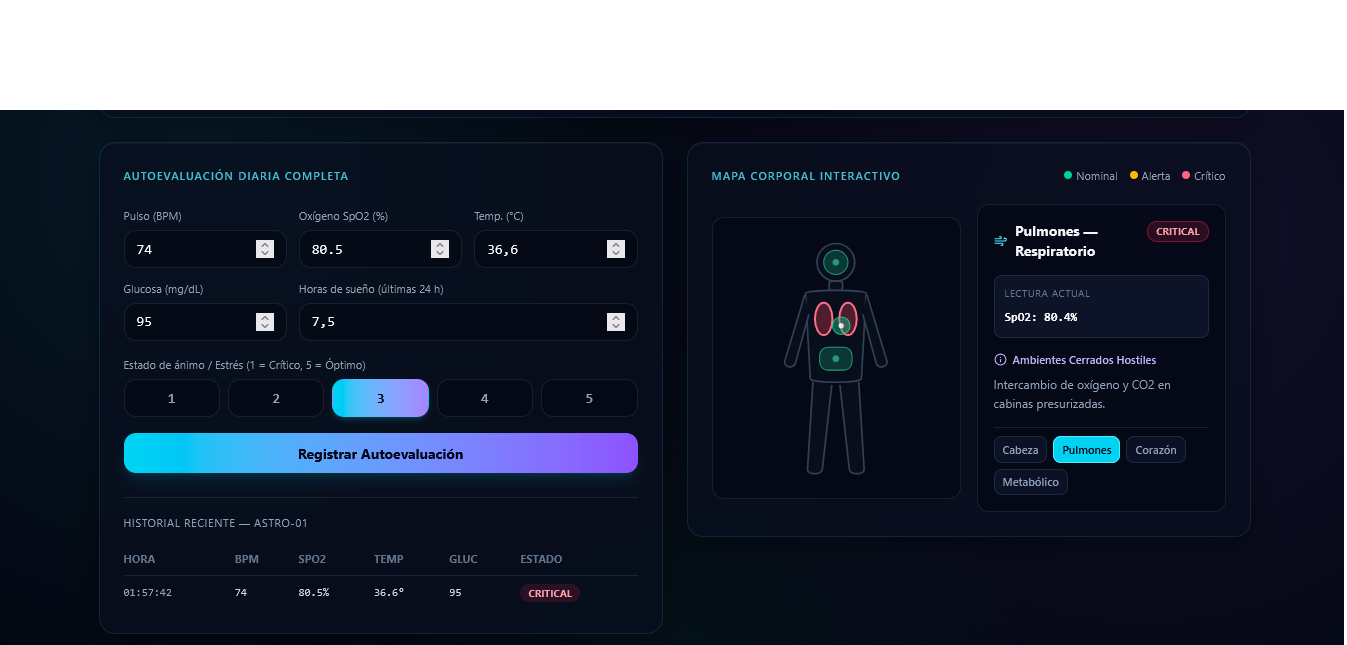 AUTOEVALUACIÓN DIARIA COMPLETA
Pulso (BPM) Oxígeno SpO2 (%) Temp. (°C)
74 80.5 36,6
Glucosa (mg/dL) Horas de sueño (últimas 24 h)
95 7,5
Estado de ánimo / Estrés (1 = Crítico, 5 = Óptimo)
1 2 3 4 5
Registrar Autoevaluación
HISTORIAL RECIENTE — ASTRO-01
HORA BPM SPO2 TEMP GLUC ESTADO
01:57:42 74 80.5% 36.6° 95 CRITICAL
MAPA CORPORAL INTERACTIVO
Nominal Alerta Crítico
Pulmones —
Respiratorio
CRITICAL
LECTURA ACTUAL
SpO2: 80.4%
Ambientes Cerrados Hostiles
Intercambio de oxígeno y CO2 en
cabinas presurizadas.
Cabeza Pulmones Corazón
Metabólico